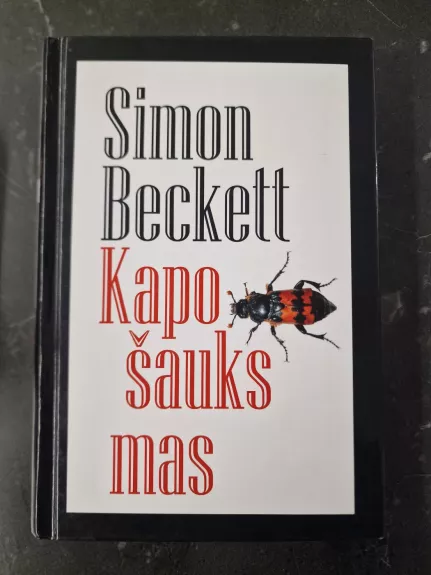 Simon
Beckett
Kapo
šauks
mas